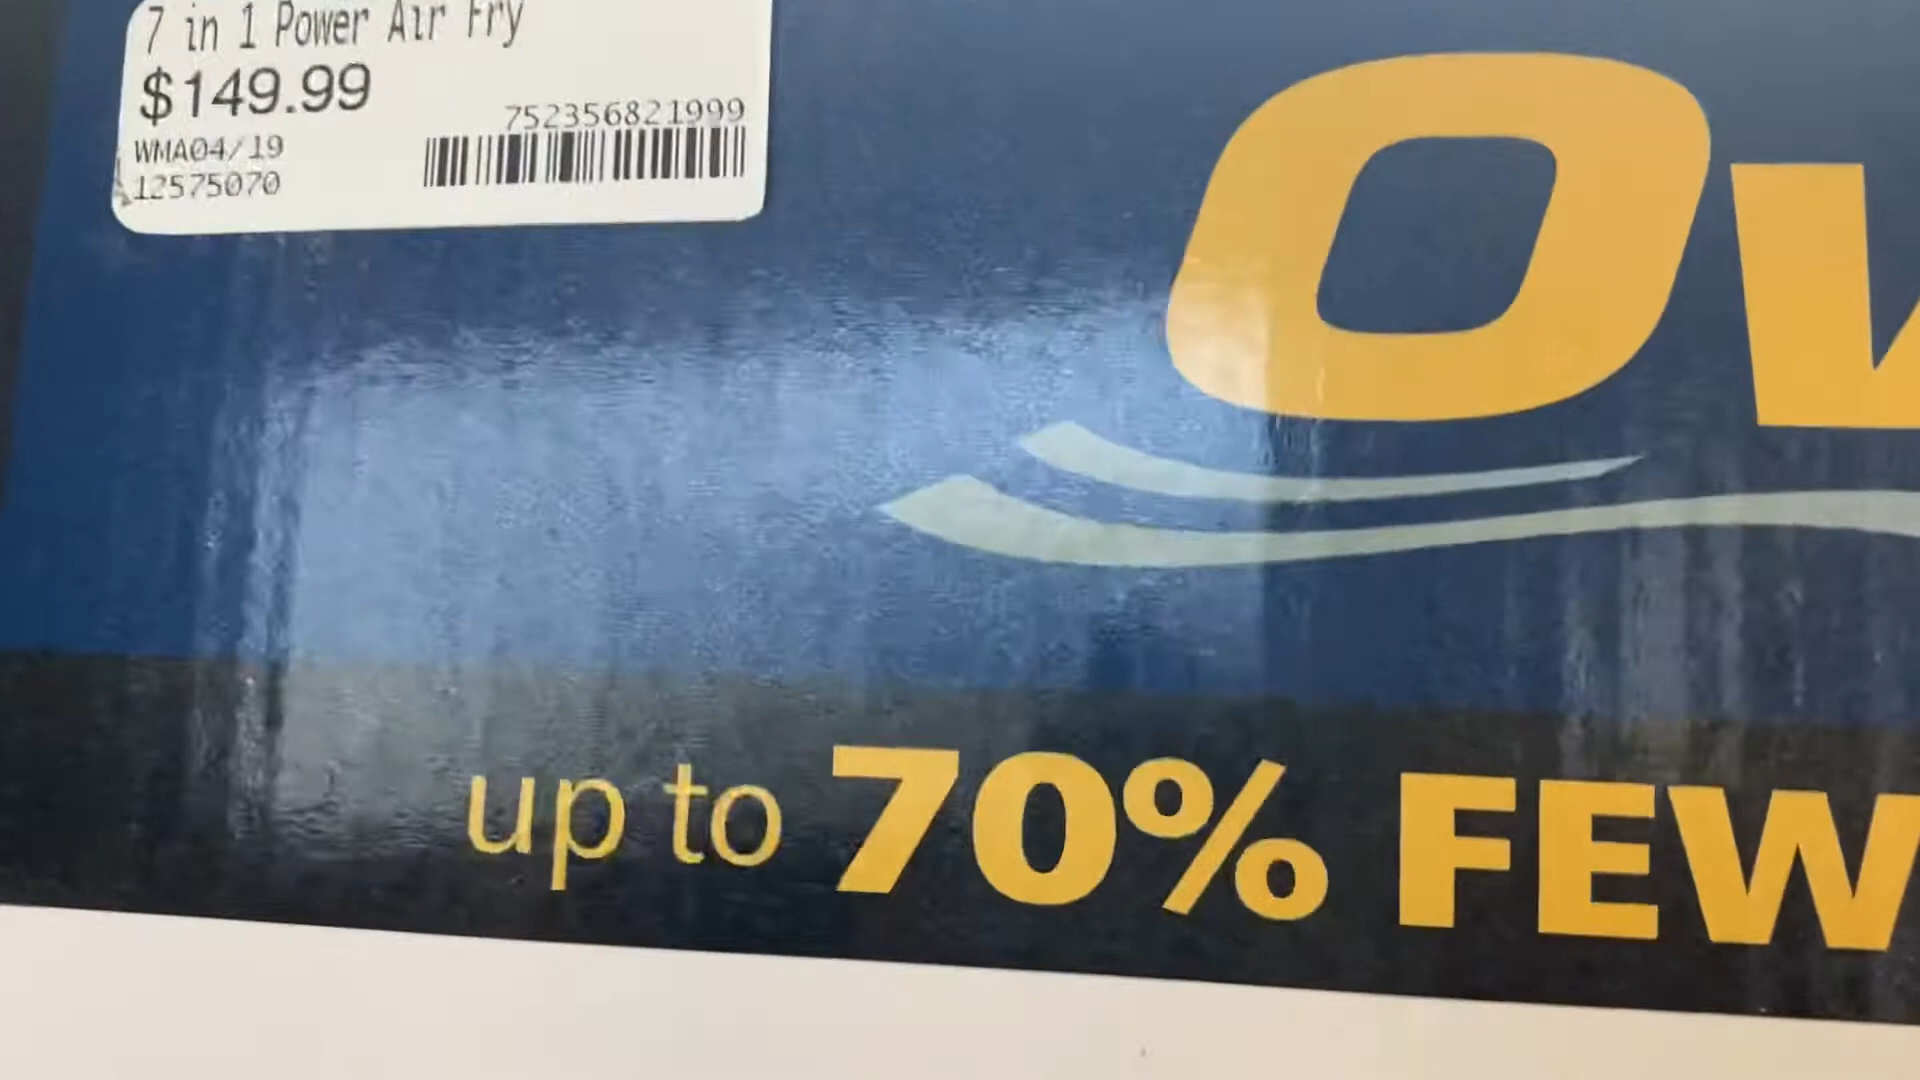 7 in 1 Power Air Fry
$149.99
752356821999
WMA04/19
12575070
Ov
up to 70% FEW